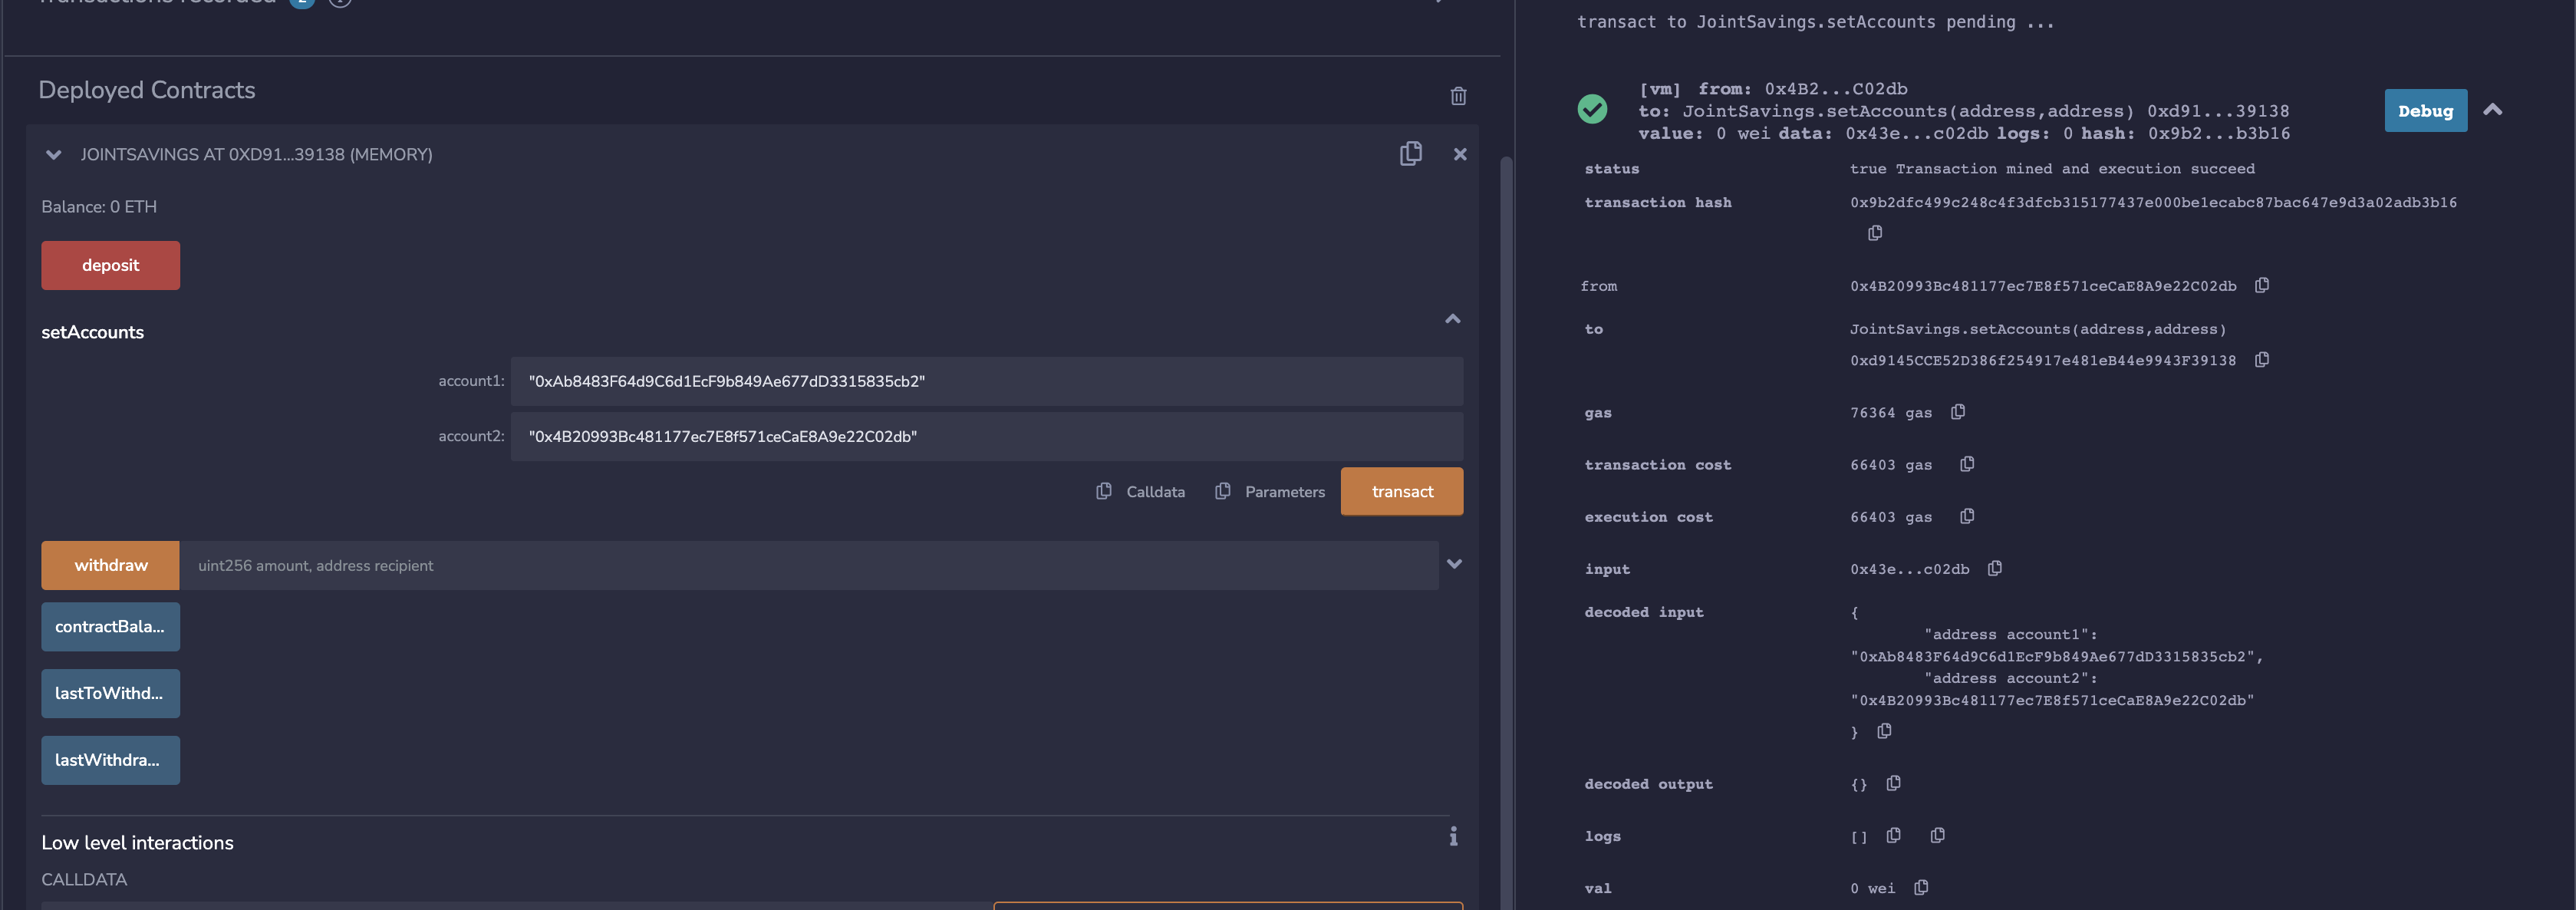 Transactions recorded 2 i
Deployed Contracts
JOINTSAVINGS AT 0XD91...39138 (MEMORY)
Balance: 0 ETH
deposit
setAccounts
account1: "0xAb8483F64d9C6d1EcF9b849Ae677dD3315835cb2"
account2: "0x4B20993Bc481177ec7E8f571ceCaE8A9e22C02db"
Calldata Parameters transact
withdraw uint256 amount, address recipient
contractBala...
lastToWithd...
lastWithdra...
Low level interactions
CALLDATA
transact to JointSavings.setAccounts pending ...
[vm] from: 0x4B2...C02db
to: JointSavings.setAccounts(address,address) 0xd91...39138
value: 0 wei data: 0x43e...c02db logs: 0 hash: 0x9b2...b3b16
Debug
status true Transaction mined and execution succeed
transaction hash 0x9b2dfc499c248c4f3dfcb315177437e000be1ecabc87bac647e9d3a02adb3b16
from 0x4B20993Bc481177ec7E8f571ceCaE8A9e22C02db
to JointSavings.setAccounts(address,address)
0xd9145CCE52D386f254917e481eB44e9943F39138
gas 76364 gas
transaction cost 66403 gas
execution cost 66403 gas
input 0x43e...c02db
decoded input {
"address account1":
"0xAb8483F64d9C6d1EcF9b849Ae677dD3315835cb2",
"address account2":
"0x4B20993Bc481177ec7E8f571ceCaE8A9e22C02db"
}
decoded output {}
logs []
val 0 wei